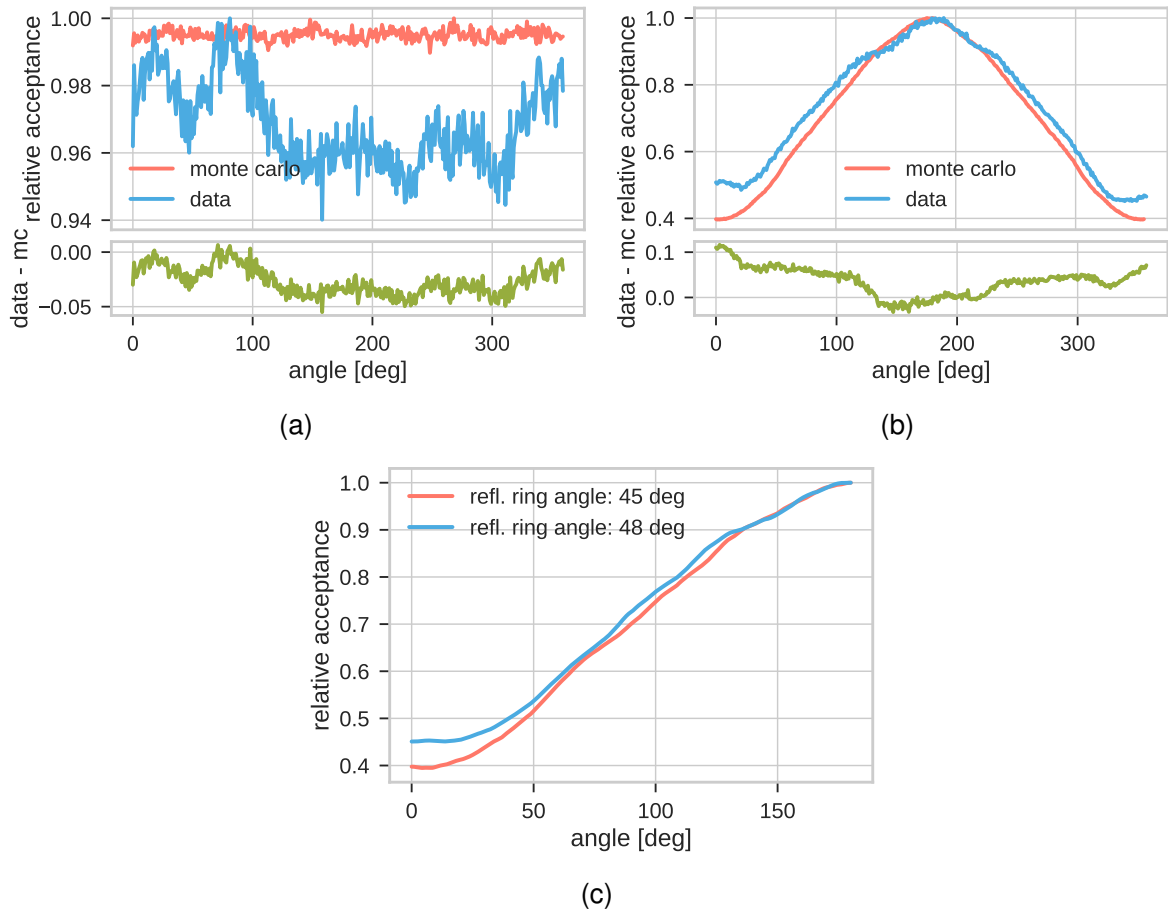 relative acceptance
1.00
0.98
0.96
0.94
monte carlo
data
data - mc
0.00
−0.05
0
100
200
300
angle [deg]
(a)
relative acceptance
1.0
0.8
0.6
0.4
monte carlo
data
data - mc
0.1
0.0
0
100
200
300
angle [deg]
(b)
relative acceptance
1.0
0.9
0.8
0.7
0.6
0.5
0.4
refl. ring angle: 45 deg
refl. ring angle: 48 deg
0
50
100
150
angle [deg]
(c)